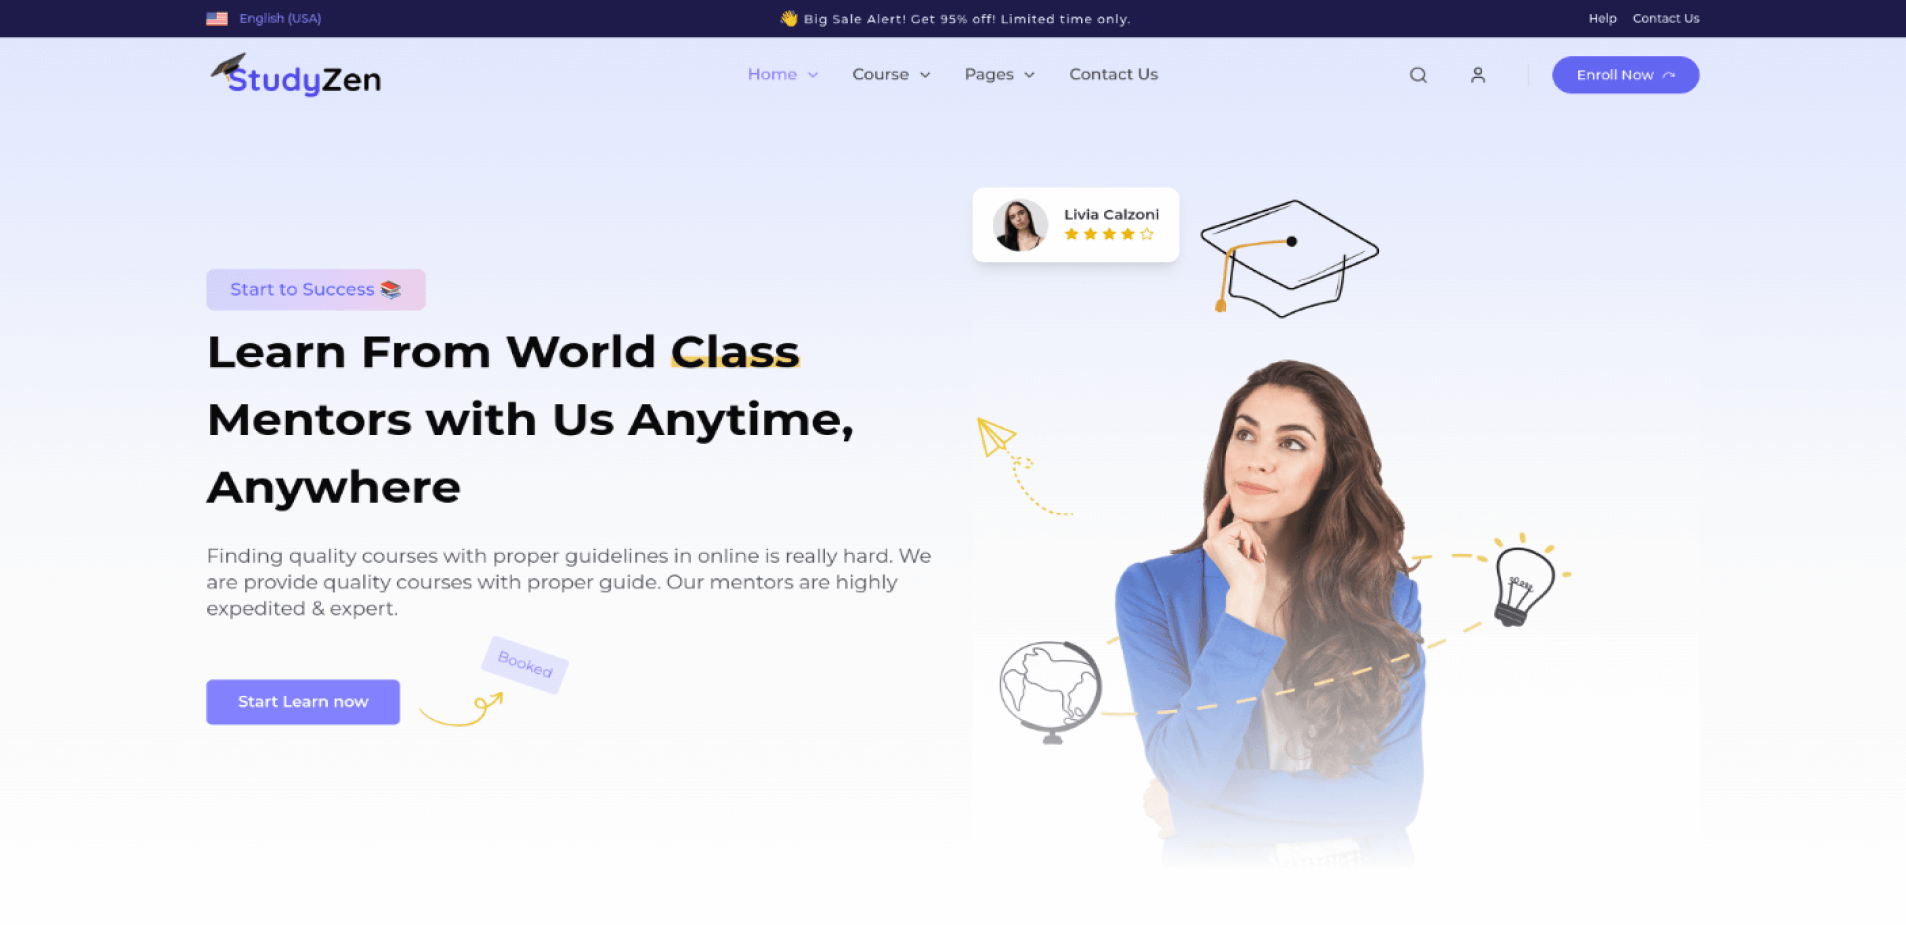 English (USA)
👋 Big Sale Alert! Get 95% off! Limited time only.
Help
Contact Us
StudyZen
Home
Course
Pages
Contact Us
Enroll Now
Livia Calzoni
Start to Success 📚
Learn From World Class
Mentors with Us Anytime,
Anywhere
Finding quality courses with proper guidelines in online is really hard. We
are provide quality courses with proper guide. Our mentors are highly
expedited & expert.
Booked
Start Learn now